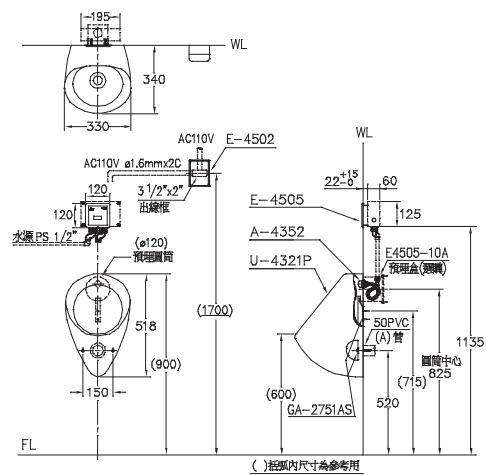 195
WL
340
330
AC110V
E-4502
AC110V ø1.6mmx2C
3 1/2"x2"
出線框
120
120
水源PS 1/2"
(ø120)
預埋圓筒
518
(900)
150
(1700)
FL
WL
22 +15 -0
60
125
E-4505
A-4352
U-4321P
E4505-10A
預埋盒(選購)
50PVC
(A)管
1135
圓筒中心
825
(715)
520
(600)
GA-2751AS
( )括弧內尺寸為參考用